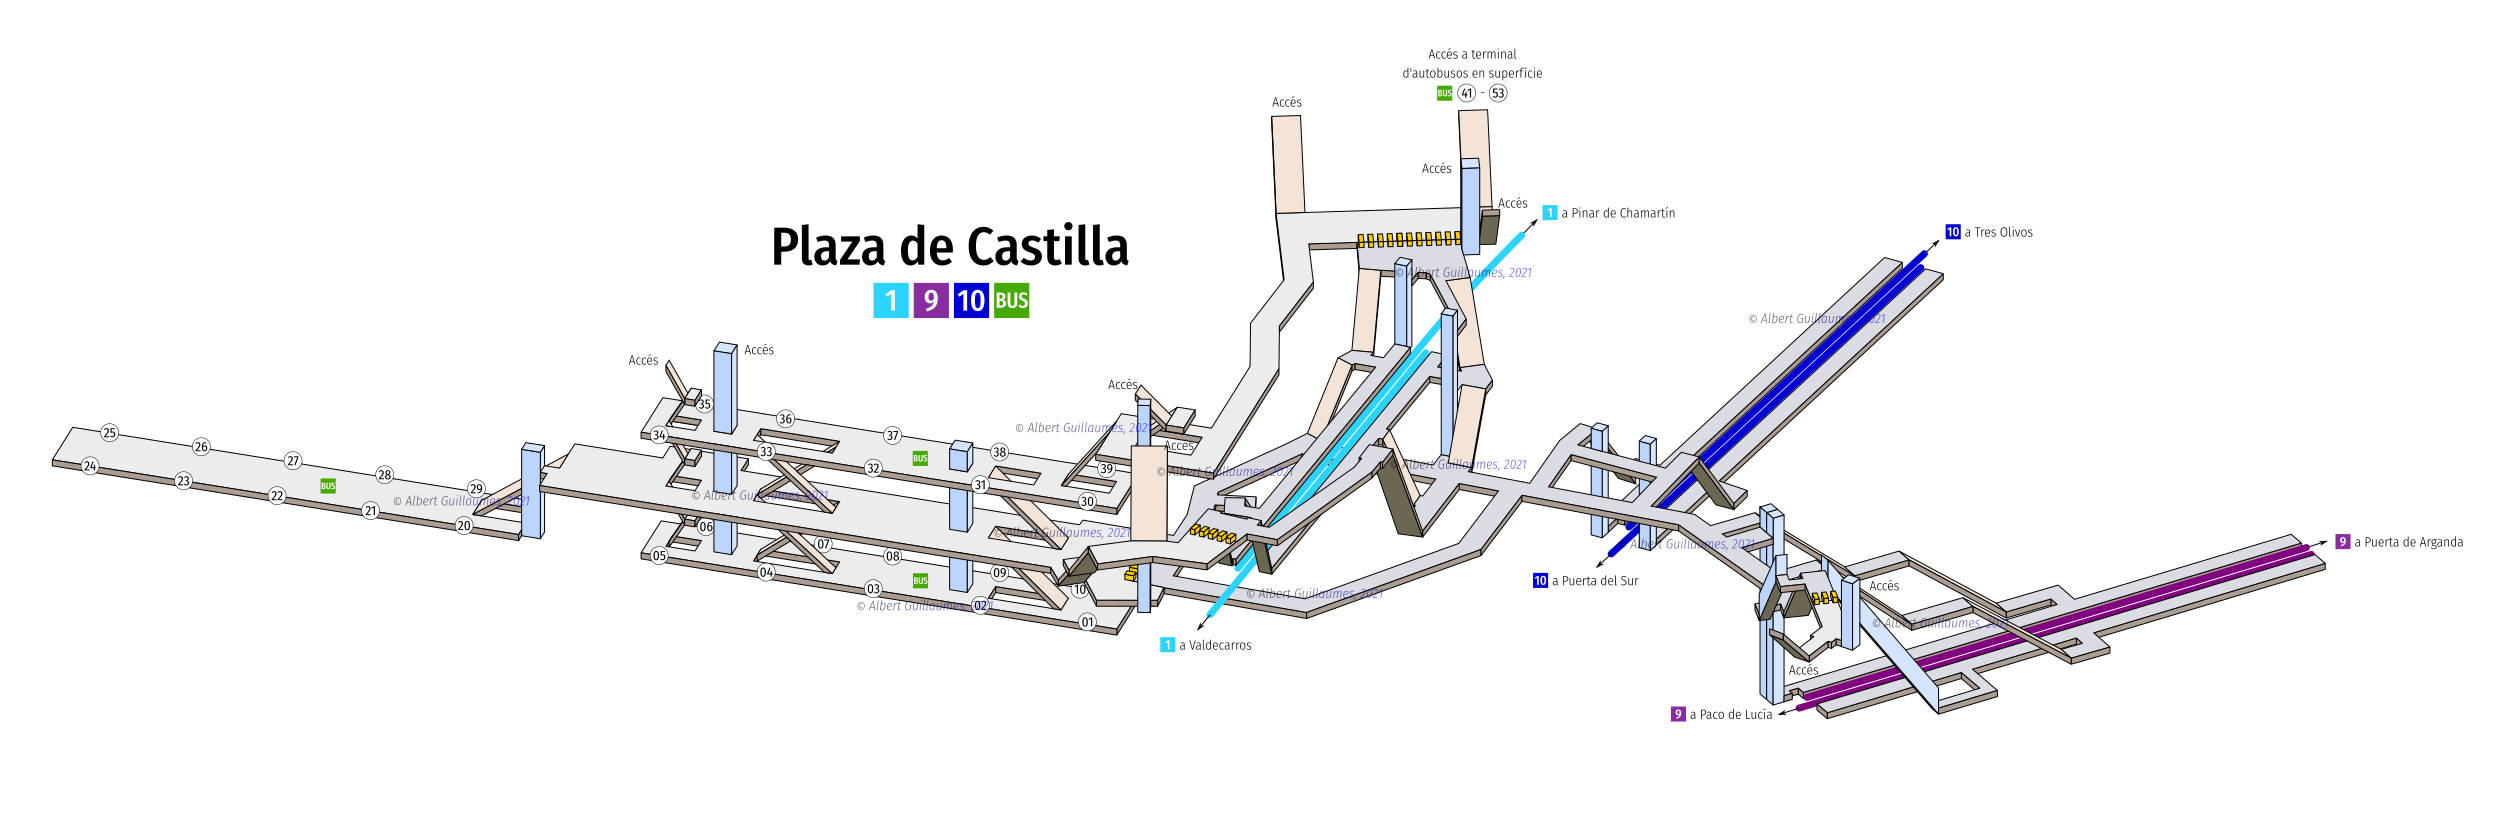 Accés a terminal
d'autobusos en superfície
BUS 41 - 53
Accés
Accés
Accés
1 a Pinar de Chamartín
10 a Tres Olivos
Plaza de Castilla
1 9 10 BUS
© Albert Guillaumes, 2021
© Albert Guillaumes, 2021
Accés
Accés
Accés
Accés
35
36
37
38
39
34
33
32
31
30
BUS
25
26
27
28
29
24
23
22
21
20
BUS
© Albert Guillaumes, 2021
© Albert Guillaumes, 2021
© Albert Guillaumes, 2021
© Albert Guillaumes, 2021
© Albert Guillaumes, 2021
© Albert Guillaumes, 2021
© Albert Guillaumes, 2021
06
07
08
09
10
05
04
03
02
01
BUS
© Albert Guillaumes, 2021
© Albert Guillaumes, 2021
© Albert Guillaumes, 2021
9 a Puerta de Arganda
10 a Puerta del Sur
Accés
1 a Valdecarros
Accés
9 a Paco de Lucía